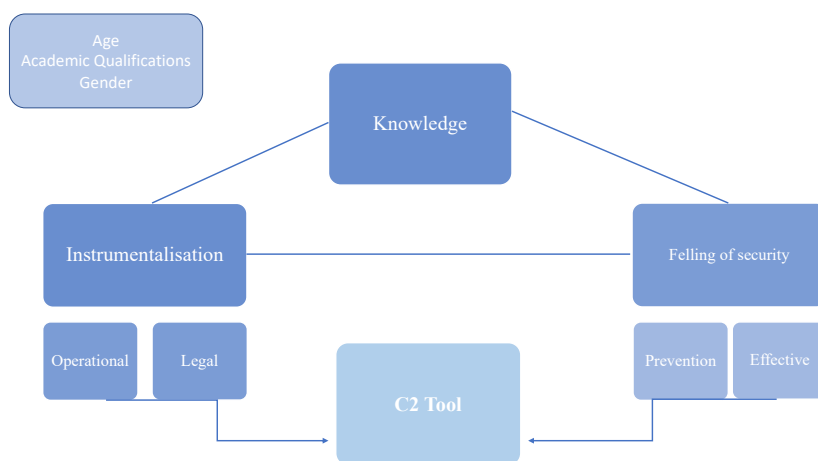 Age
Academic Qualifications
Gender
Knowledge
Instrumentalisation
Felling of security
Operational
Legal
C2 Tool
Prevention
Effective